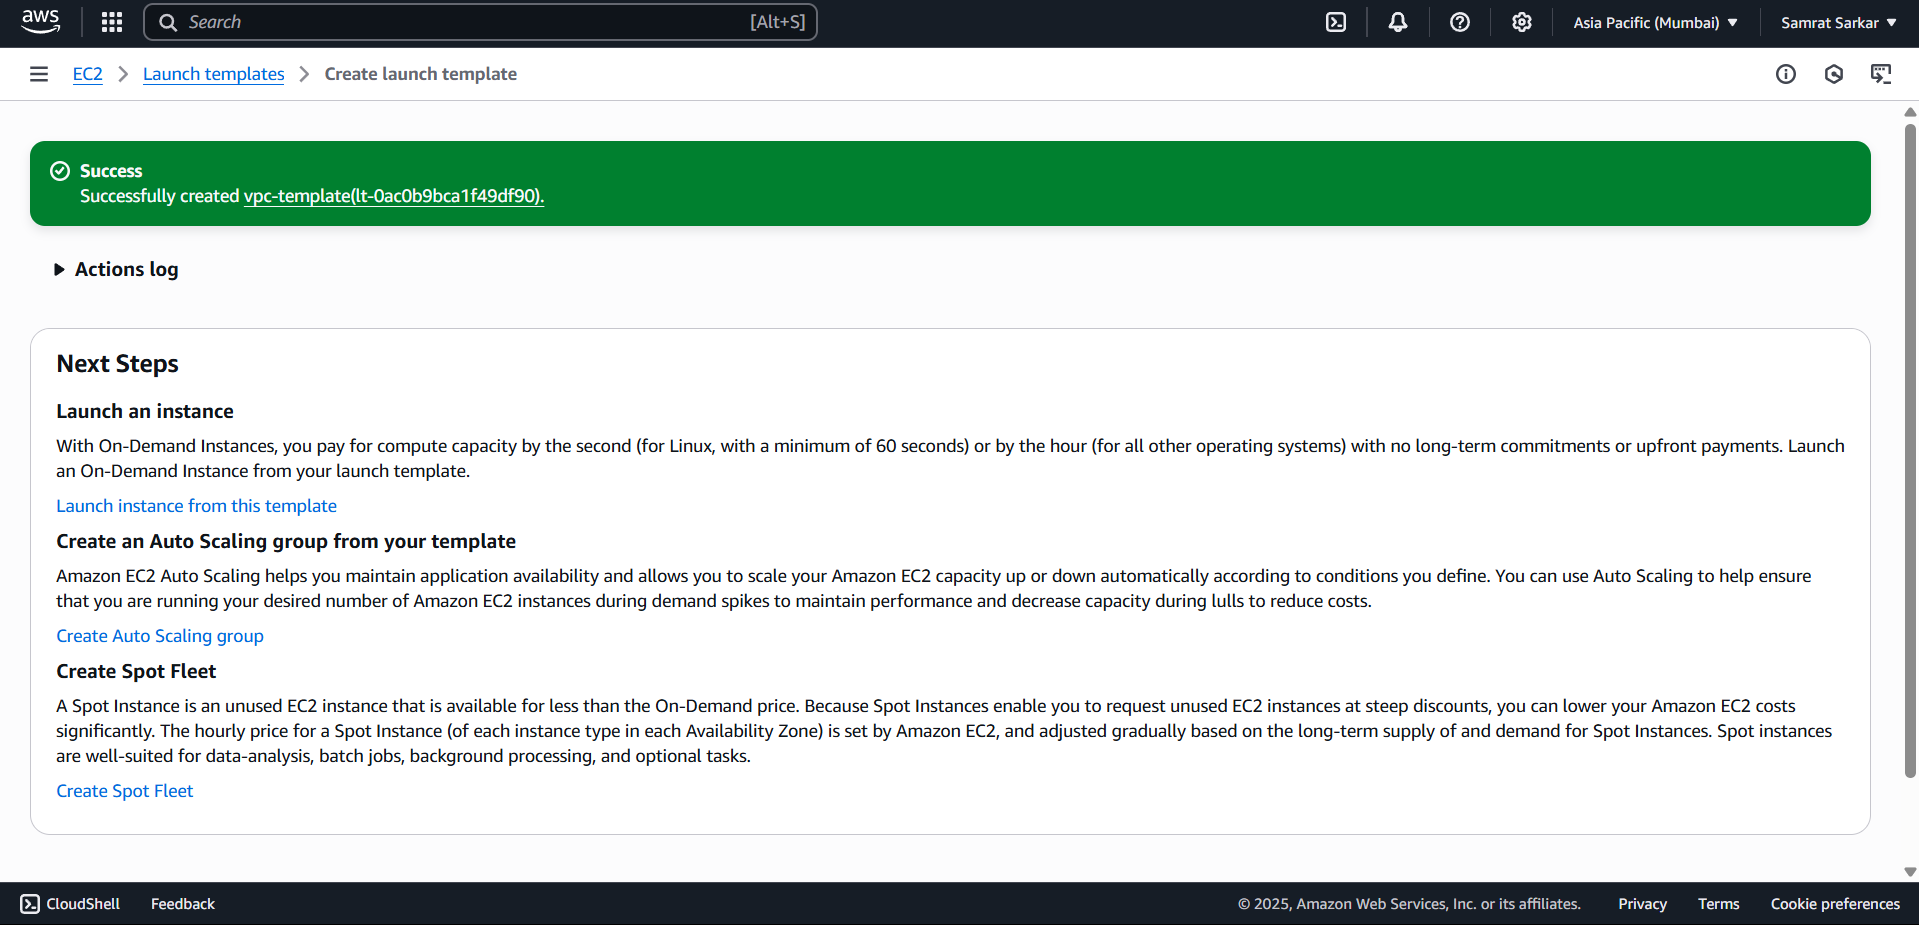 aws
Search [Alt+S]
Asia Pacific (Mumbai)
Samrat Sarkar
EC2 Launch templates Create launch template
Success
Successfully created vpc-template(lt-0ac0b9bca1f49df90).
Actions log
Next Steps
Launch an instance
With On-Demand Instances, you pay for compute capacity by the second (for Linux, with a minimum of 60 seconds) or by the hour (for all other operating systems) with no long-term commitments or upfront payments. Launch
an On-Demand Instance from your launch template.
Launch instance from this template
Create an Auto Scaling group from your template
Amazon EC2 Auto Scaling helps you maintain application availability and allows you to scale your Amazon EC2 capacity up or down automatically according to conditions you define. You can use Auto Scaling to help ensure
that you are running your desired number of Amazon EC2 instances during demand spikes to maintain performance and decrease capacity during lulls to reduce costs.
Create Auto Scaling group
Create Spot Fleet
A Spot Instance is an unused EC2 instance that is available for less than the On-Demand price. Because Spot Instances enable you to request unused EC2 instances at steep discounts, you can lower your Amazon EC2 costs
significantly. The hourly price for a Spot Instance (of each instance type in each Availability Zone) is set by Amazon EC2, and adjusted gradually based on the long-term supply of and demand for Spot Instances. Spot instances
are well-suited for data-analysis, batch jobs, background processing, and optional tasks.
Create Spot Fleet
CloudShell Feedback
© 2025, Amazon Web Services, Inc. or its affiliates. Privacy Terms Cookie preferences